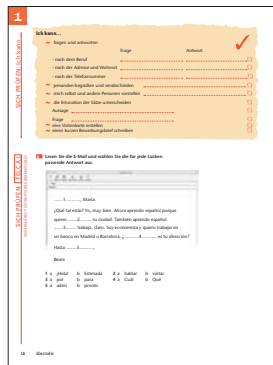 1
Ich kann...
fragen und antworten
Frage Antwort
- nach dem Beruf
- nach der Adresse und Wohnort
- nach der Telefonnummer
jemanden begrüßen und verabschieden
mich selbst und andere Personen vorstellen
die Intonation der Sätze unterscheiden
Aussage
Frage
eine Visitenkarte erstellen
einen kurzen Bewerbungsbrief schreiben
SICH PRÜFEN: Ich kann
SICH PRÜFEN: TELC A1
Lesen Sie die E-Mail und wählen Sie die für jede Lücken
passende Antwort aus.
......1............, María:
¿Qué tal estás? Yo, muy bien. Ahora aprendo español porque
quiero ......2...... tu ciudad. También aprendo español
......3...... trabajo, claro. Soy economista y quiero trabajar en
un banco en Madrid o Barcelona. ¿ ..........4.......... es tu dirección?
Hasta ......5.........,
Beate
1 a ¡Hola! b Estimada 2 a hablar b visitar
3 a por b para 4 a Cuál b Qué
5 a adiós b pronto
16 dieciséis